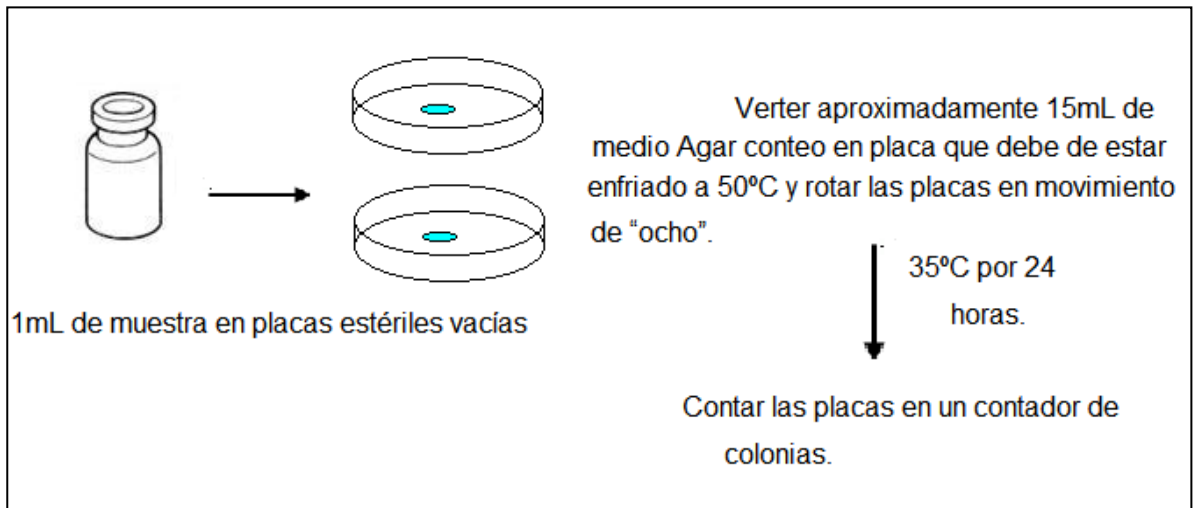 Verter aproximadamente 15mL de
medio Agar conteo en placa que debe de estar
enfriado a 50ºC y rotar las placas en movimiento
de “ocho”.
35ºC por 24
horas.
1mL de muestra en placas estériles vacías
Contar las placas en un contador de
colonias.